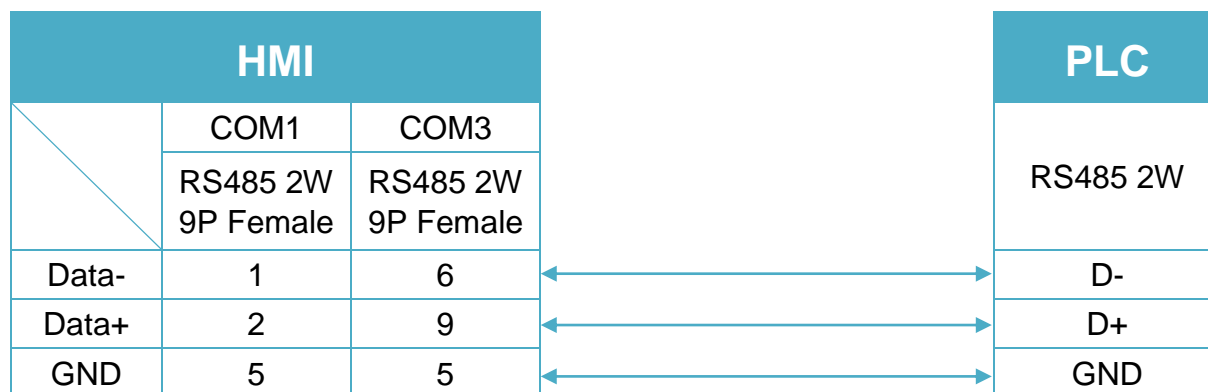 HMI PLC
COM1 COM3
RS485 2W RS485 2W RS485 2W
9P Female 9P Female
Data- 1 6 D-
Data+ 2 9 D+
GND 5 5 GND